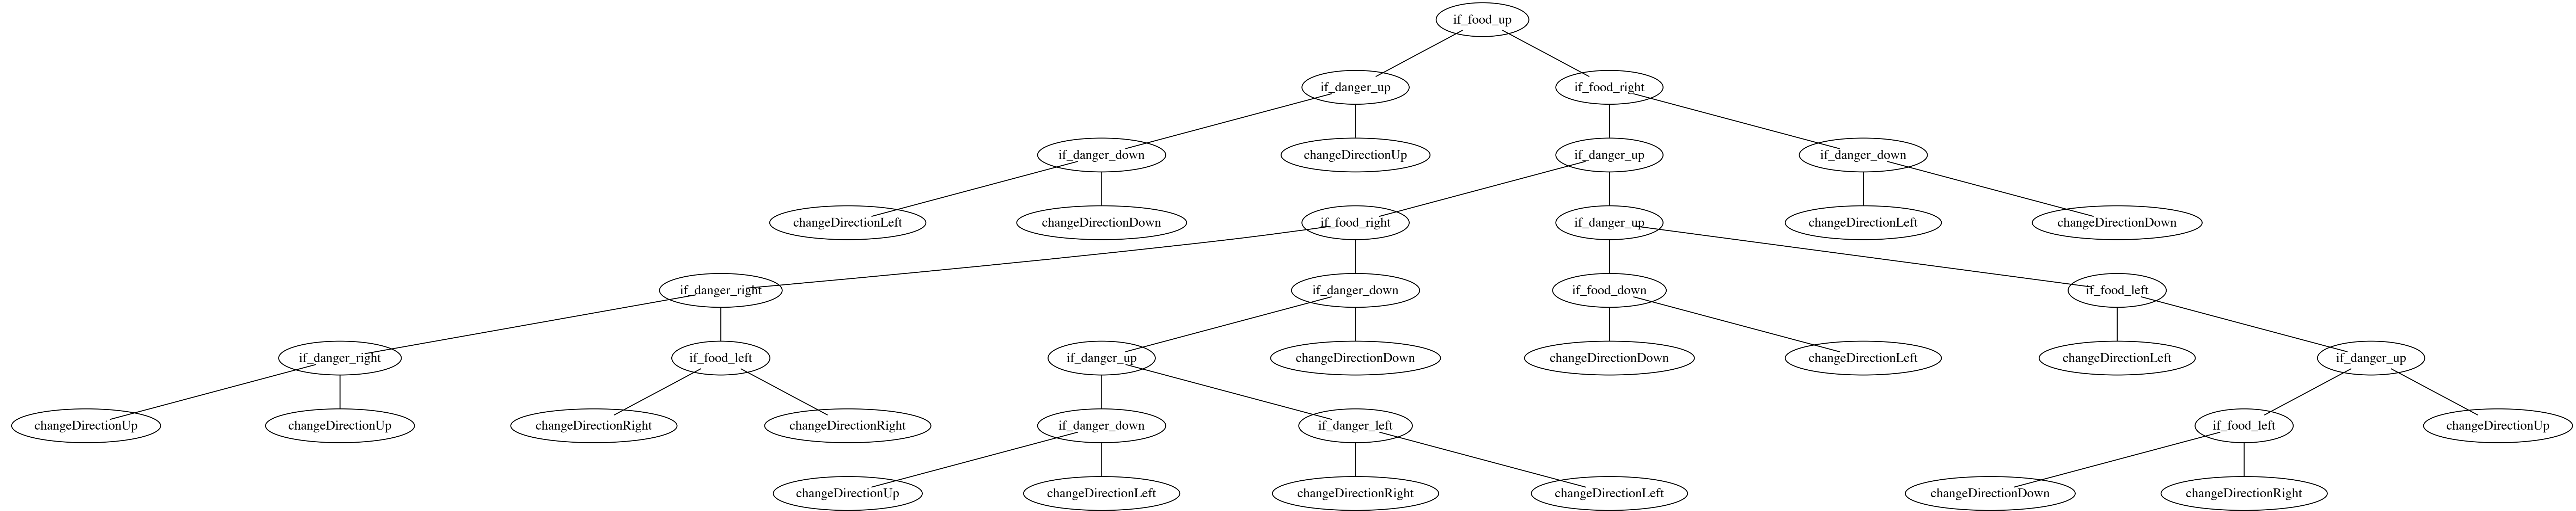 if_food_up
if_danger_up
if_food_right
if_danger_down
changeDirectionUp
if_danger_up
if_danger_down
changeDirectionLeft
changeDirectionDown
if_food_right
if_danger_up
changeDirectionLeft
changeDirectionDown
if_danger_right
if_danger_down
if_food_down
if_food_left
if_danger_right
if_food_left
if_danger_up
changeDirectionDown
changeDirectionDown
changeDirectionLeft
changeDirectionLeft
if_danger_up
changeDirectionUp
changeDirectionUp
changeDirectionRight
changeDirectionRight
if_danger_down
if_danger_left
if_food_left
changeDirectionUp
changeDirectionUp
changeDirectionLeft
changeDirectionRight
changeDirectionLeft
changeDirectionDown
changeDirectionRight